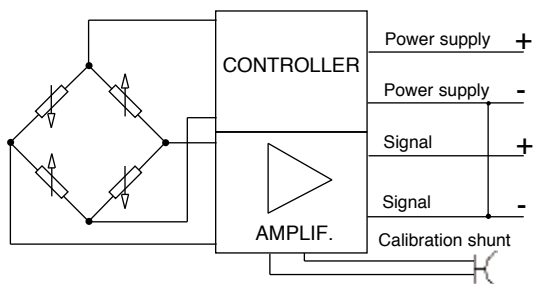 CONTROLLER
Power supply +
Power supply -
Signal +
Signal -
AMPLIF.
Calibration shunt